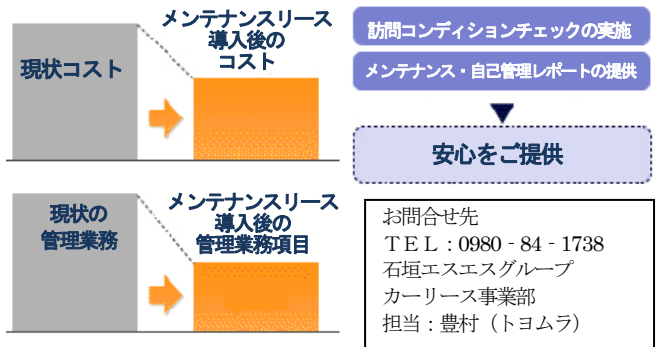 現状コスト
メンテナンスリース
導入後の
コスト
訪問コンディションチェックの実施
メンテナンス・自己管理レポートの提供
安心をご提供
現状の
管理業務
メンテナンスリース
導入後の
管理業務項目
お問合せ先
ＴＥＬ：0980‐84‐1738
石垣エスエスグループ
カーリース事業部
担当：豊村（トヨムラ）